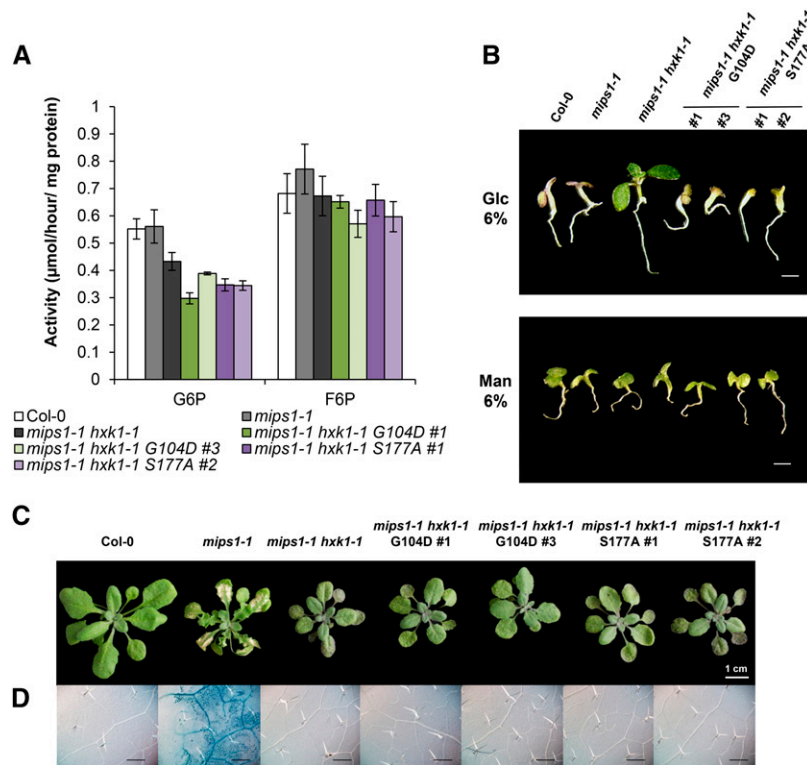 A
Activity (µmol/hour/ mg protein)
1
0.9
0.8
0.7
0.6
0.5
0.4
0.3
0.2
0.1
0
G6P F6P
Col-0 mips1-1
mips1-1 hxk1-1 mips1-1 hxk1-1 G104D #1
mips1-1 hxk1-1 G104D #3 mips1-1 hxk1-1 S177A #1
mips1-1 hxk1-1 S177A #2
B
Col-0
mips1-1
mips1-1 hxk1-1
mips1-1 hxk1-1
G104D
mips1-1 hxk1-1
S177A
#1 #3 #1 #2
Glc
6%
Man
6%
C
Col-0 mips1-1 mips1-1 hxk1-1 mips1-1 hxk1-1 mips1-1 hxk1-1 mips1-1 hxk1-1 mips1-1 hxk1-1
G104D #1 G104D #3 S177A #1 S177A #2
1 cm
D